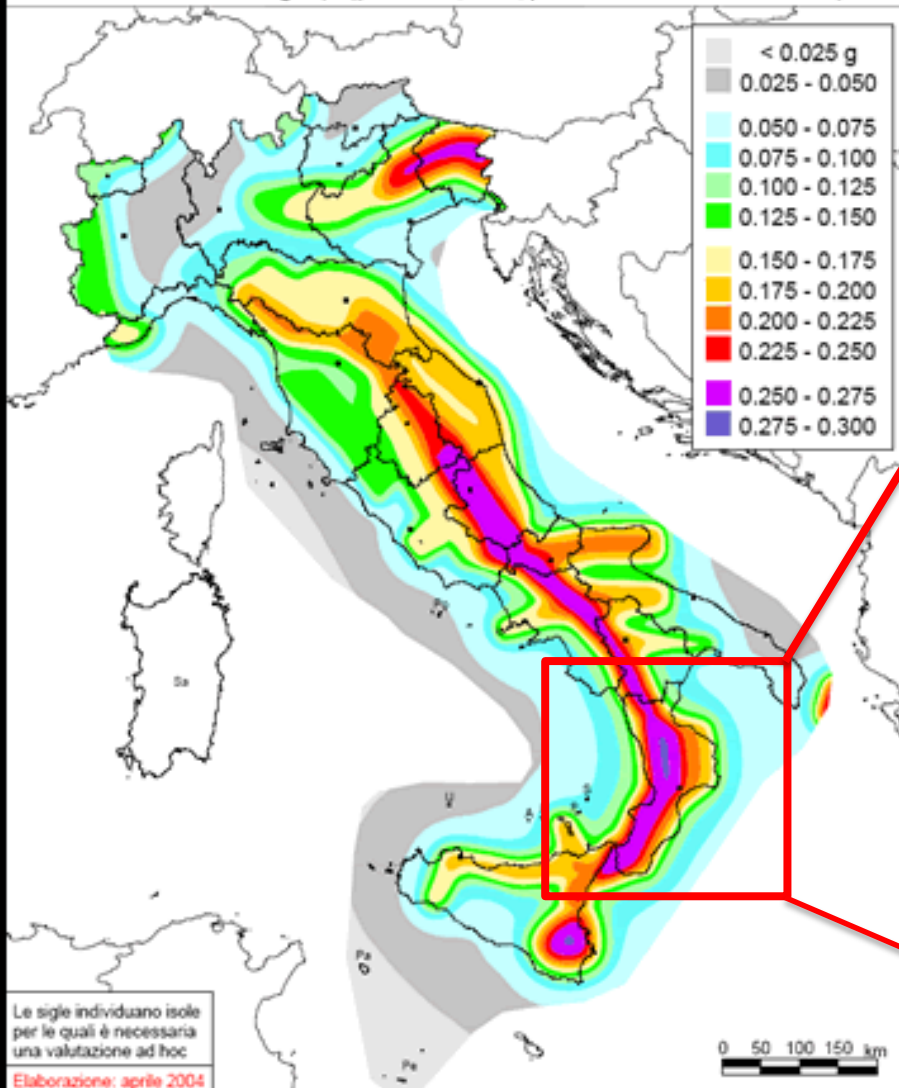 < 0.025 g
0.025 - 0.050
0.050 - 0.075
0.075 - 0.100
0.100 - 0.125
0.125 - 0.150
0.150 - 0.175
0.175 - 0.200
0.200 - 0.225
0.225 - 0.250
0.250 - 0.275
0.275 - 0.300
Sa
U
A
Pa
Pe
Le sigle individuano isole
per le quali è necessaria
una valutazione ad hoc
Elaborazione: aprile 2004
0 50 100 150 km